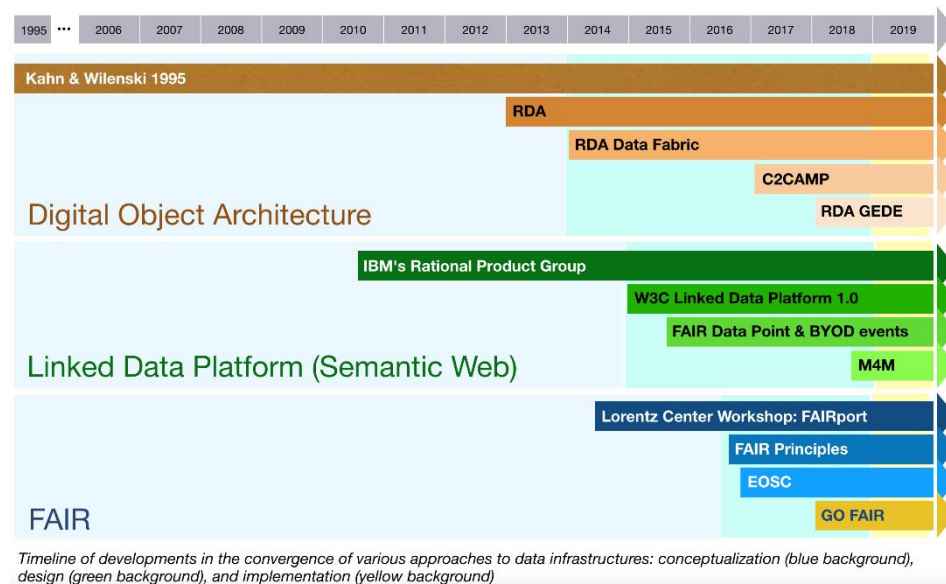 1995 ••• 2006 2007 2008 2009 2010 2011 2012 2013 2014 2015 2016 2017 2018 2019
Kahn & Wilenski 1995
RDA
RDA Data Fabric
C2CAMP
RDA GEDE
Digital Object Architecture
IBM's Rational Product Group
W3C Linked Data Platform 1.0
FAIR Data Point & BYOD events
M4M
Linked Data Platform (Semantic Web)
Lorentz Center Workshop: FAIRport
FAIR Principles
EOSC
GO FAIR
FAIR
Timeline of developments in the convergence of various approaches to data infrastructures: conceptualization (blue background),
design (green background), and implementation (yellow background)